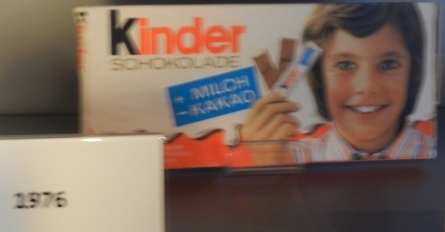 kinder
SCHOKOLADE
+ MILCH
- KAKAO
1976